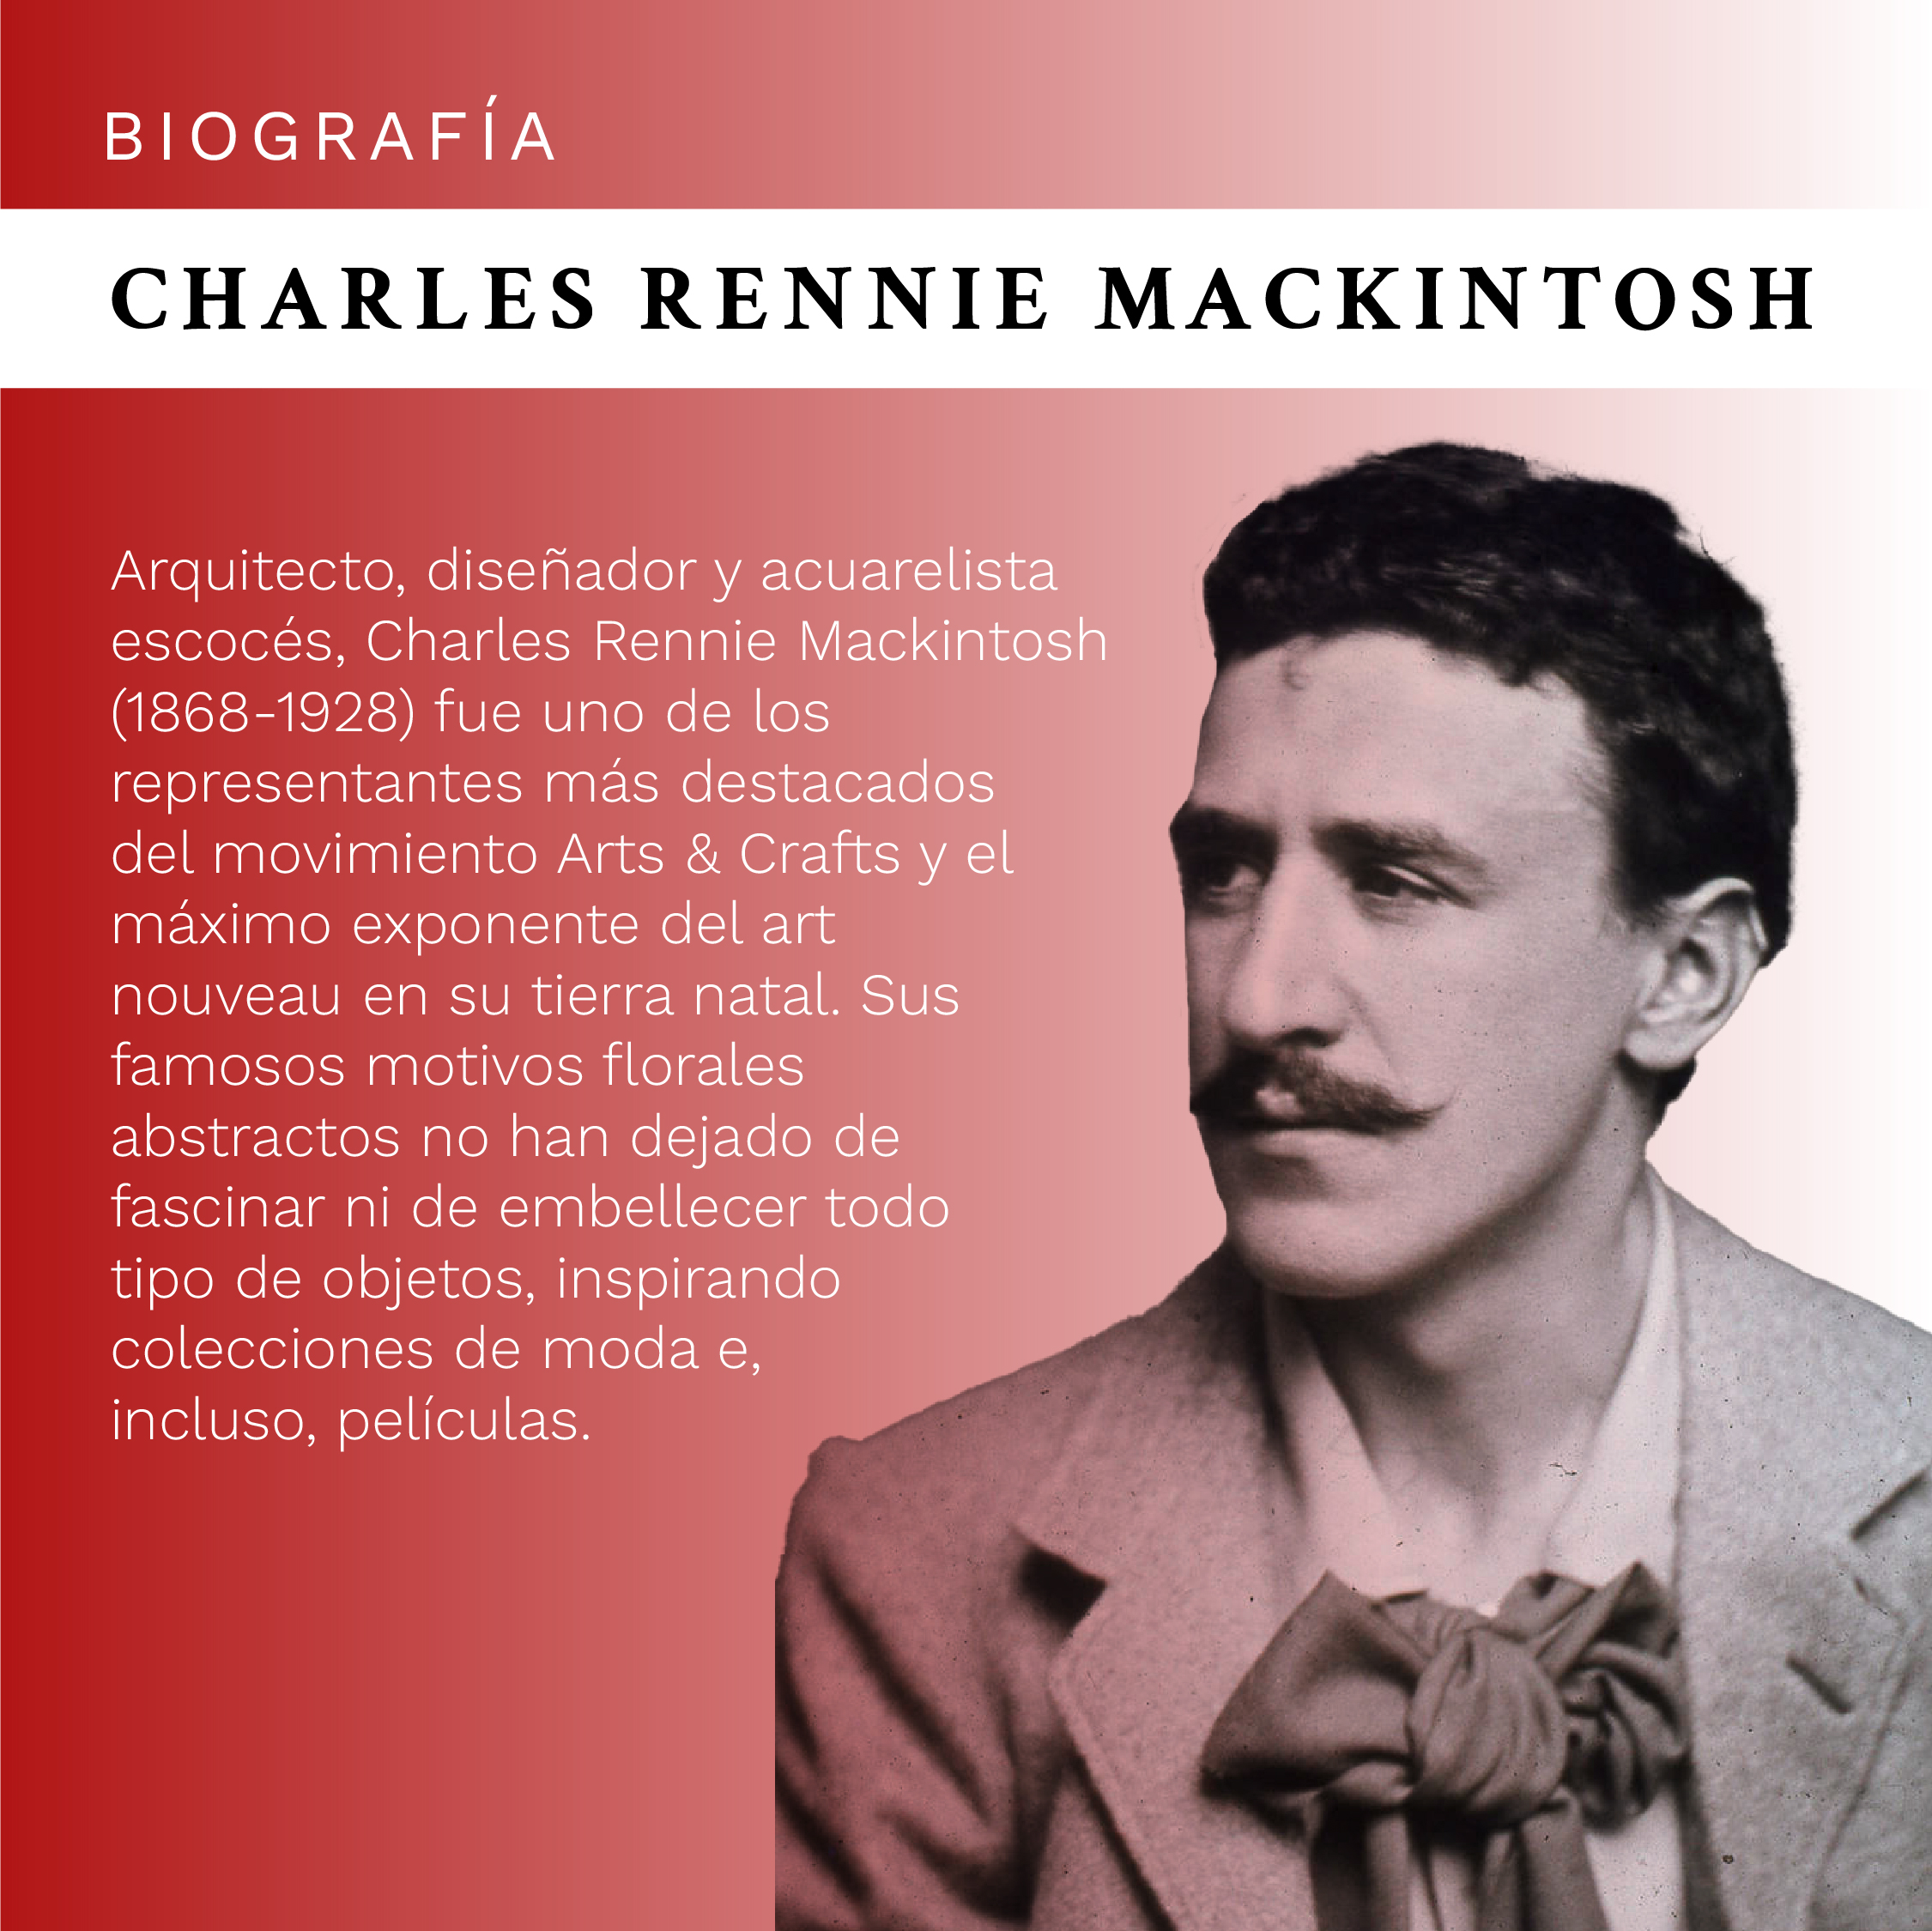 BIOGRAFÍA
CHARLES RENNIE MACKINTOSH
Arquitecto, diseñador y acuarelista
escocés, Charles Rennie Mackintosh
(1868-1928) fue uno de los
representantes más destacados
del movimiento Arts & Crafts y el
máximo exponente del art
nouveau en su tierra natal. Sus
famosos motivos florales
abstractos no han dejado de
fascinar ni de embellecer todo
tipo de objetos, inspirando
colecciones de moda e,
incluso, películas.